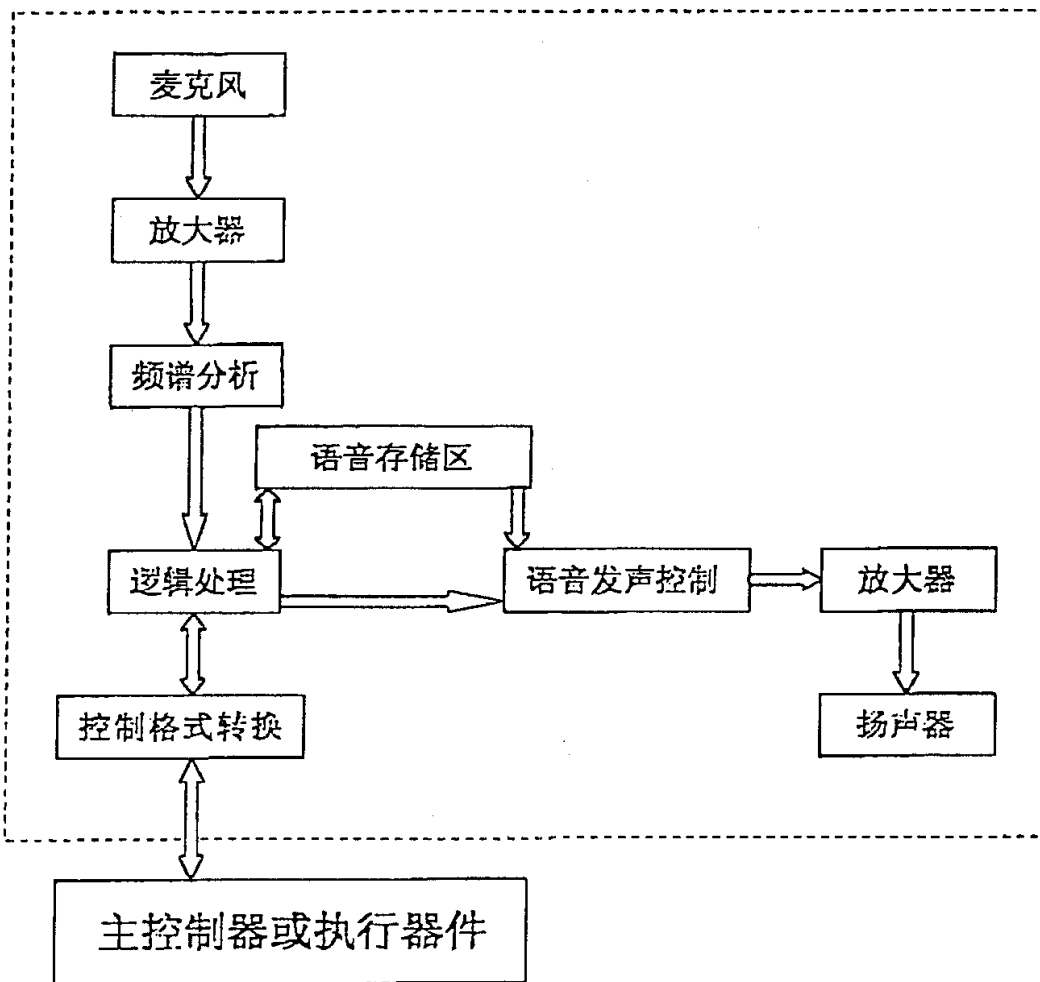 麦克风
放大器
频谱分析
语音存储区
逻辑处理
语音发声控制
放大器
控制格式转换
扬声器
主控制器或执行器件